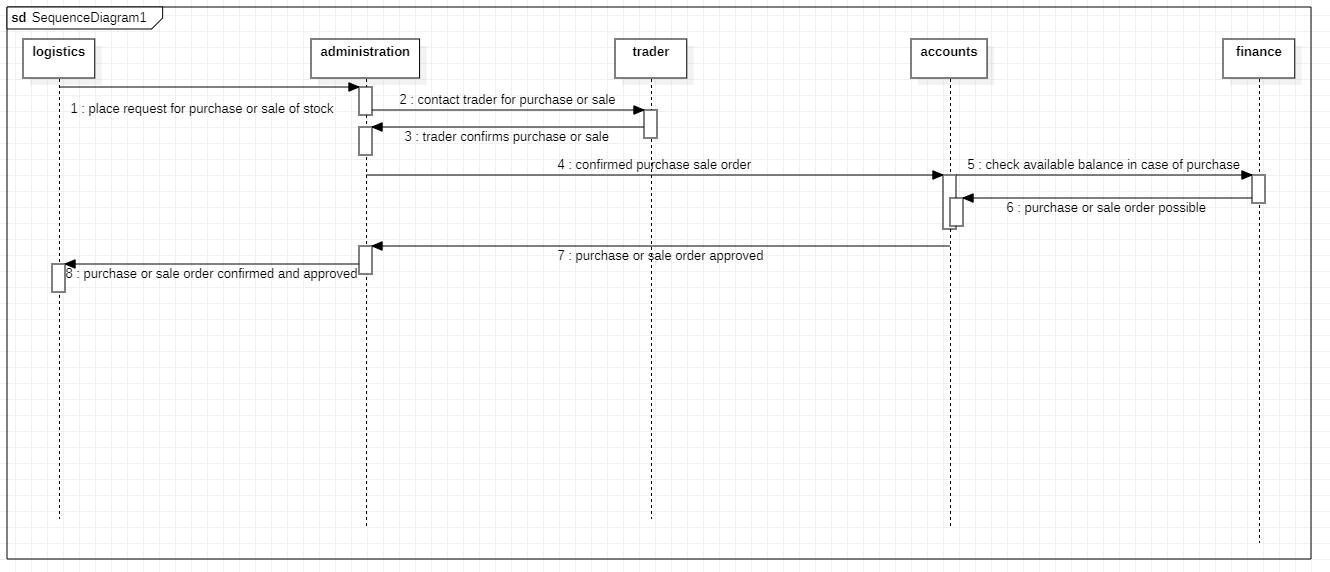 sd SequenceDiagram1
logistics
administration
trader
accounts
finance
1 : place request for purchase or sale of stock
2 : contact trader for purchase or sale
3 : trader confirms purchase or sale
4 : confirmed purchase sale order
5 : check available balance in case of purchase
6 : purchase or sale order possible
7 : purchase or sale order approved
8 : purchase or sale order confirmed and approved